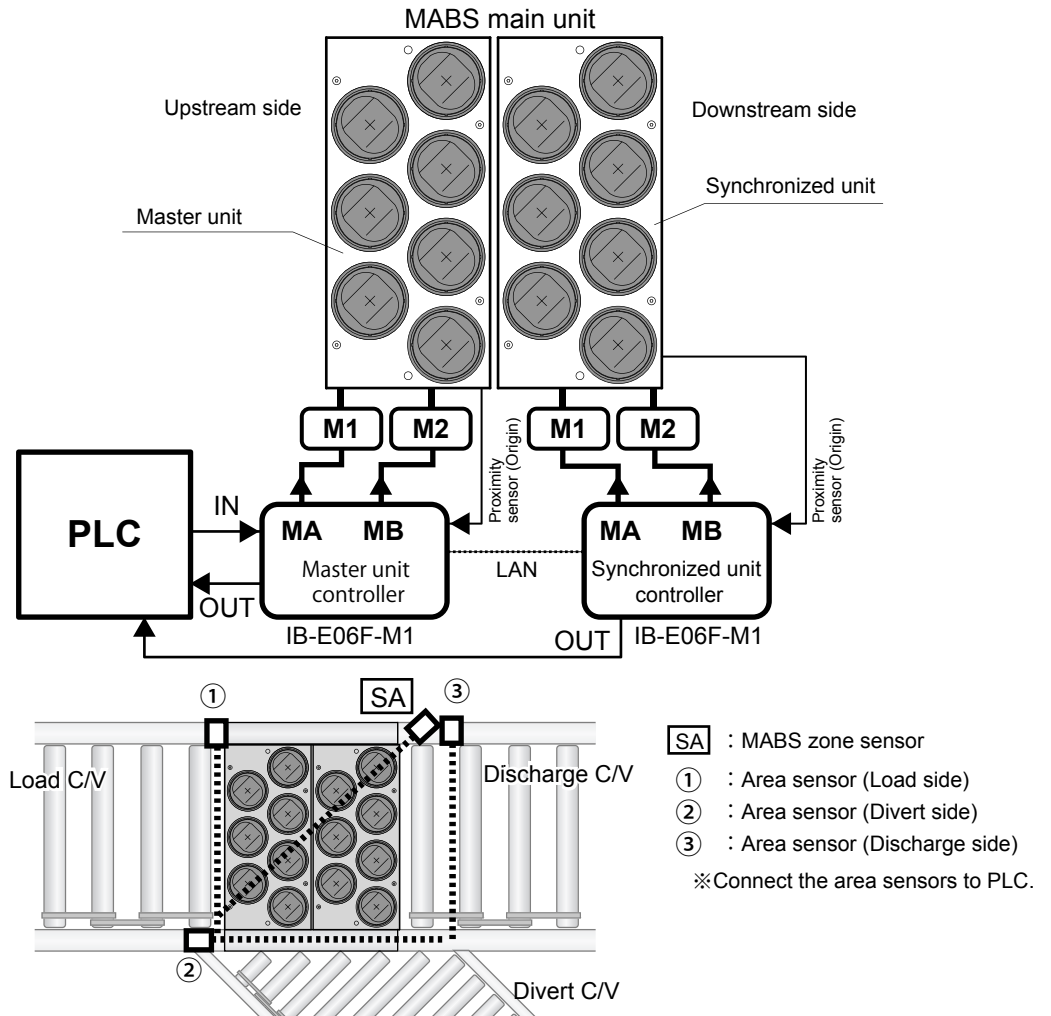 MABS main unit
Upstream side
Downstream side
Master unit
Synchronized unit
M1
M2
M1
M2
Proximity
sensor (Origin)
Proximity
sensor (Origin)
PLC
IN
OUT
MA MB
Master unit
controller
IB-E06F-M1
LAN
MA MB
Synchronized unit
controller
OUT
IB-E06F-M1
①
SA
③
Load C/V
Discharge C/V
②
Divert C/V
SA : MABS zone sensor
① : Area sensor (Load side)
② : Area sensor (Divert side)
③ : Area sensor (Discharge side)
※Connect the area sensors to PLC.